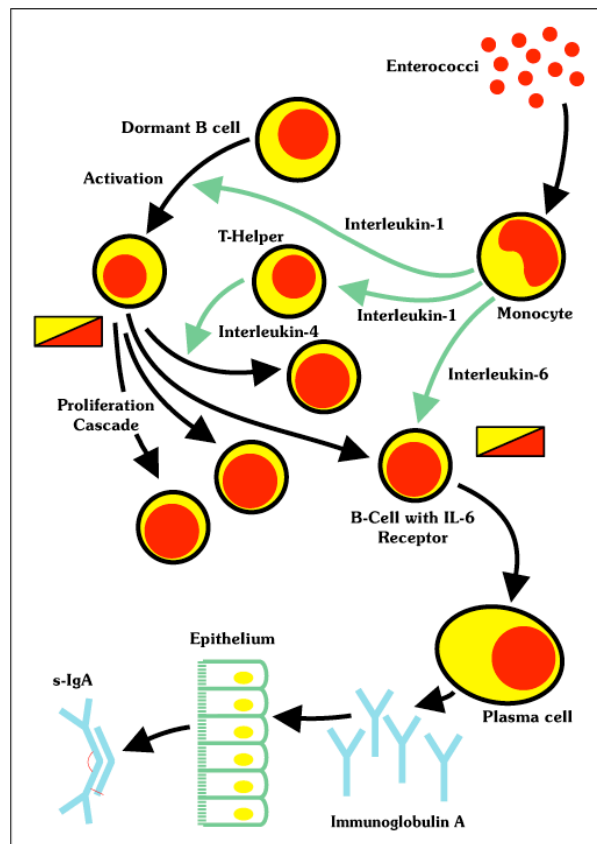 Enterococci
Dormant B cell
Activation
Interleukin-1
T-Helper
Interleukin-1
Monocyte
Interleukin-4
Interleukin-6
Proliferation
Cascade
B-Cell with IL-6
Receptor
Epithelium
s-IgA
Plasma cell
Immunoglobulin A